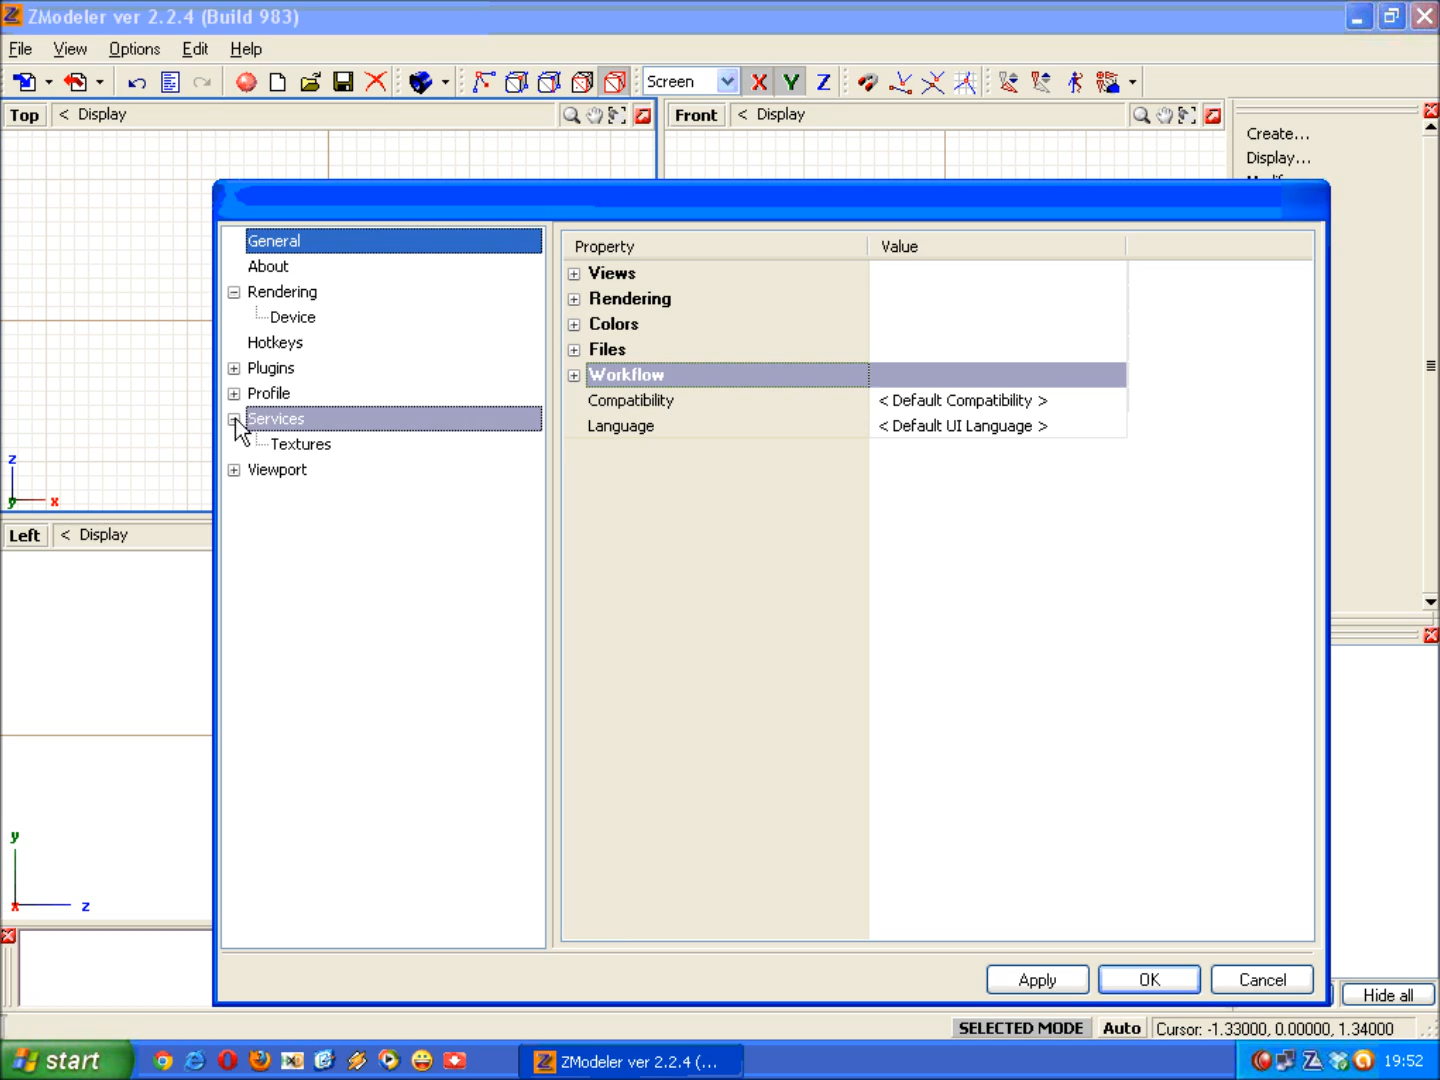 ZModeler ver 2.2.4 (Build 983)
File View Options Edit Help
Screen X Y Z
Top < Display
Front < Display
Create...
Display...
General
About
Rendering
Device
Hotkeys
Plugins
Profile
Services
Textures
Viewport
Property Value
Views
Rendering
Colors
Files
Workflow
Compatibility < Default Compatibility >
Language < Default UI Language >
z
y x
Left < Display
y
x z
Apply OK Cancel
Hide all
SELECTED MODE Auto Cursor: -1.33000, 0.00000, 1.34000
start ZModeler ver 2.2.4 (... 19:52